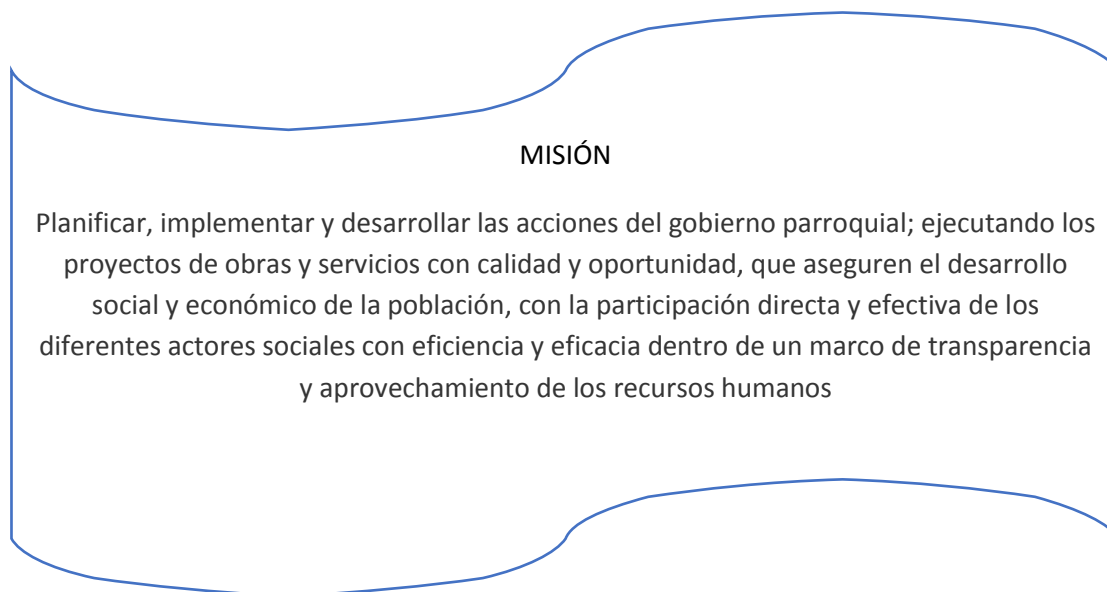 MISIÓN
Planificar, implementar y desarrollar las acciones del gobierno parroquial; ejecutando los
proyectos de obras y servicios con calidad y oportunidad, que aseguren el desarrollo
social y económico de la población, con la participación directa y efectiva de los
diferentes actores sociales con eficiencia y eficacia dentro de un marco de transparencia
y aprovechamiento de los recursos humanos